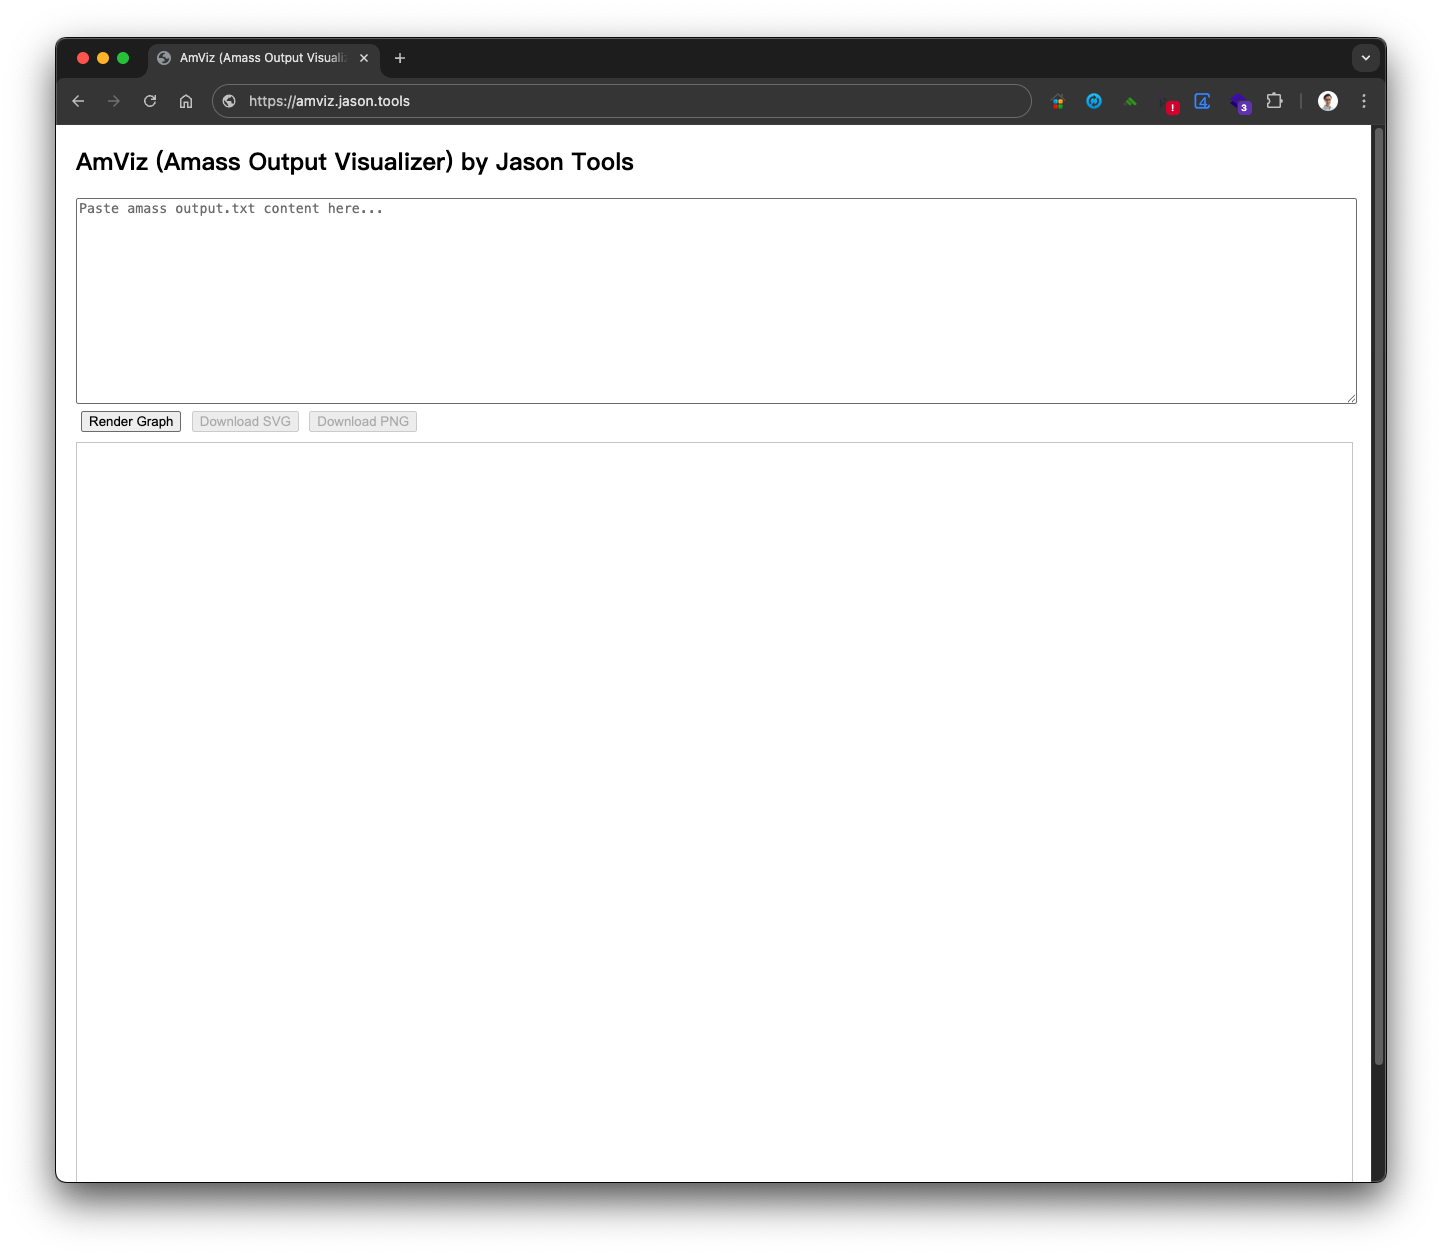 AmViz (Amass Output Visuali
https://amviz.jason.tools
!
4
3
AmViz (Amass Output Visualizer) by Jason Tools
Paste amass output.txt content here...
Render Graph
Download SVG
Download PNG